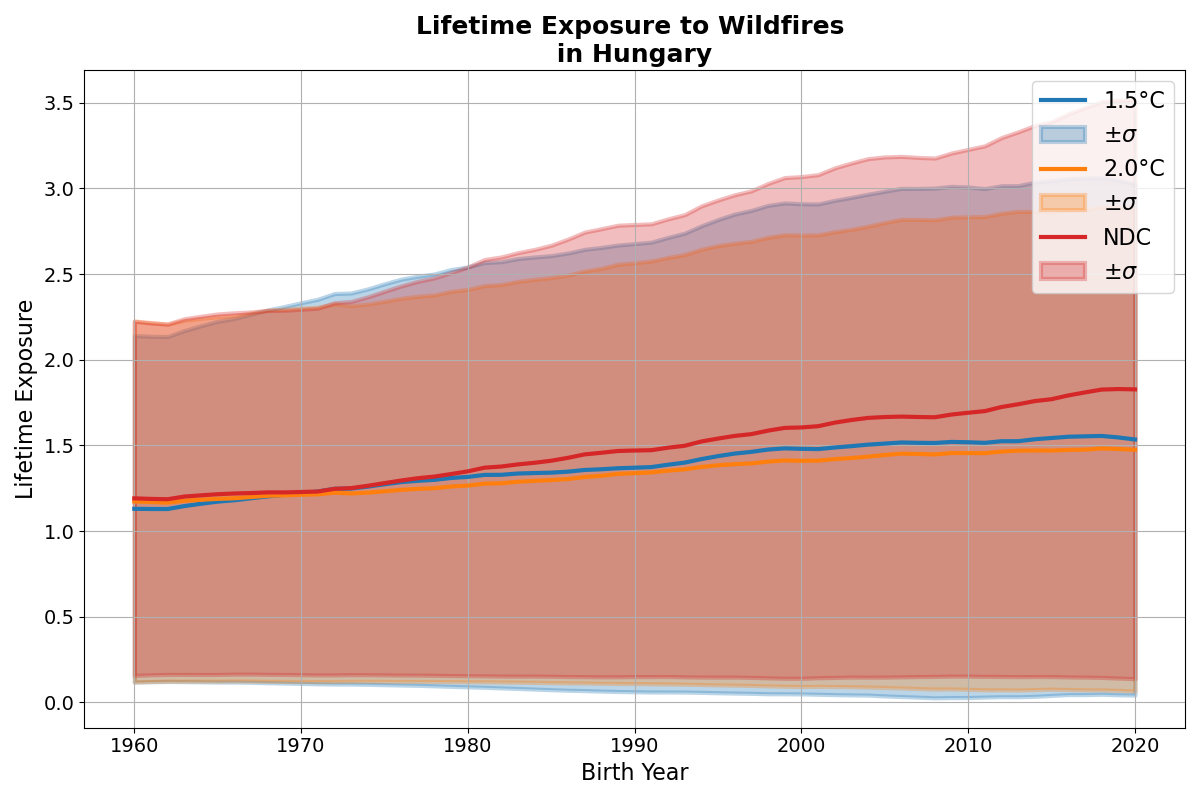 Lifetime Exposure to Wildfires
in Hungary
Lifetime Exposure
3.5
3.0
2.5
2.0
1.5
1.0
0.5
0.0
1960
1970
1980
1990
2000
2010
2020
Birth Year
1.5°C
±σ
2.0°C
±σ
NDC
±σ